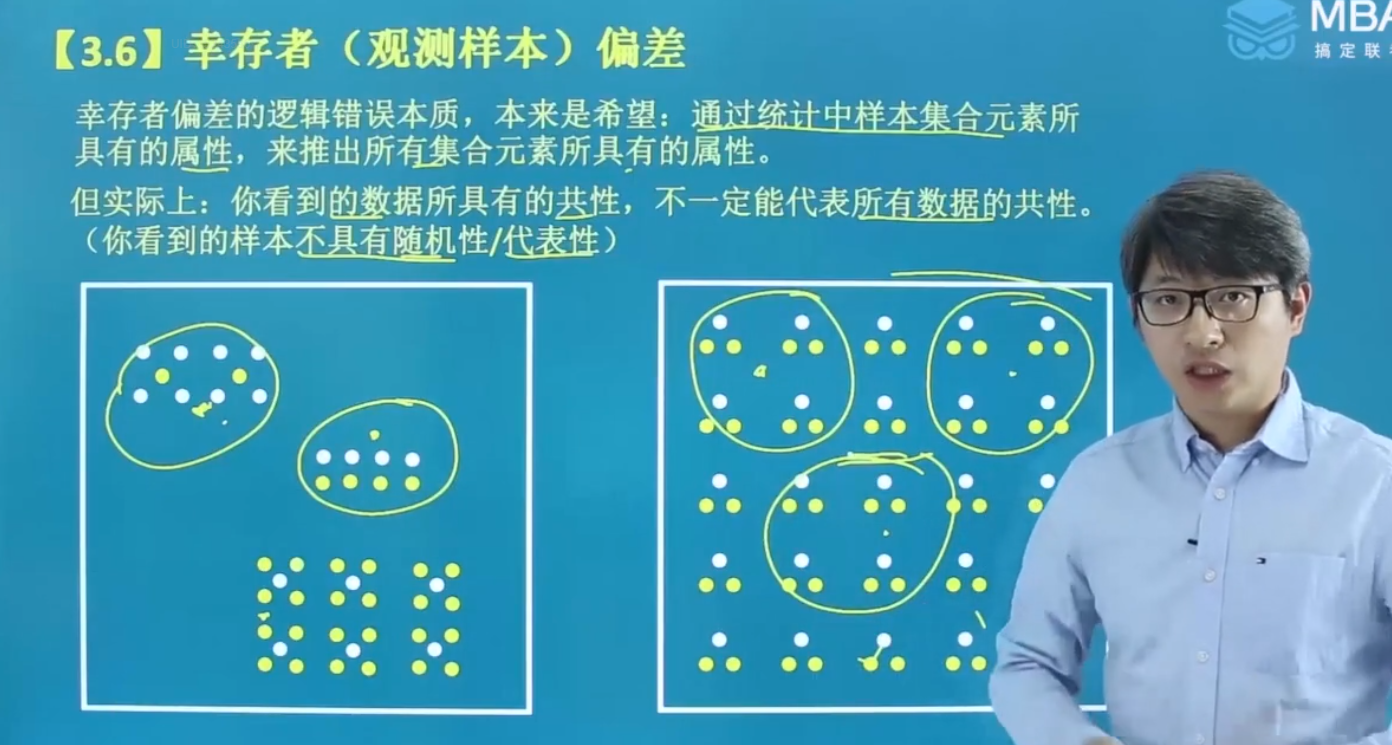 【3.6】幸存者（观测样本）偏差
MBA
搞定联
幸存者偏差的逻辑错误本质，本来是希望：通过统计中样本集合元素所
具有的属性，来推出所有集合元素所具有的属性。
但实际上：你看到的数据所具有的共性，不一定能代表所有数据的共性。
（你看到的样本不具有随机性/代表性）